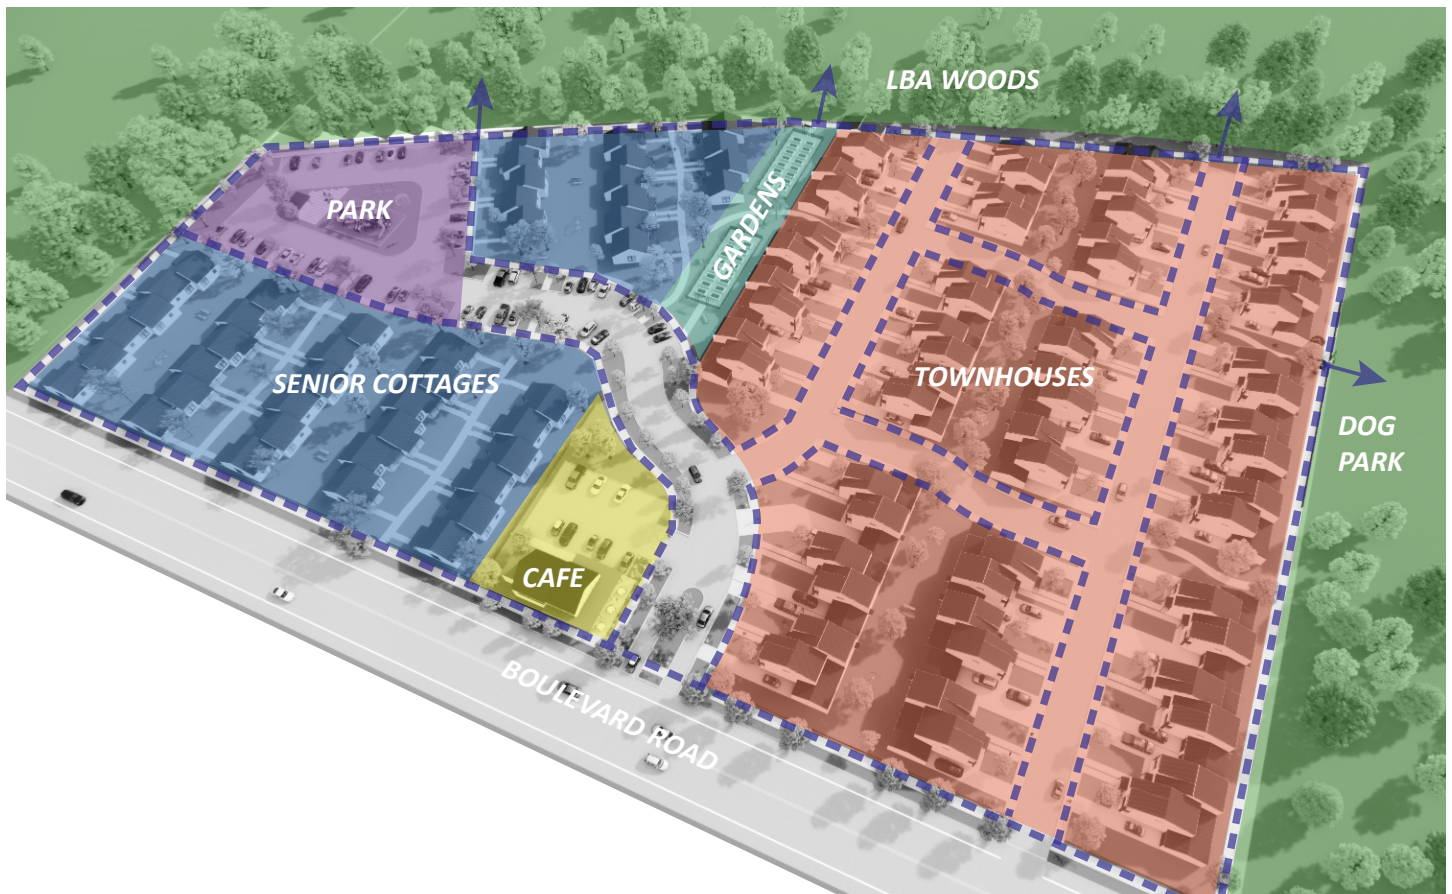 LBA WOODS
PARK
GARDENS
SENIOR COTTAGES
TOWNHOUSES
DOG
PARK
CAFE
BOULEVARD ROAD